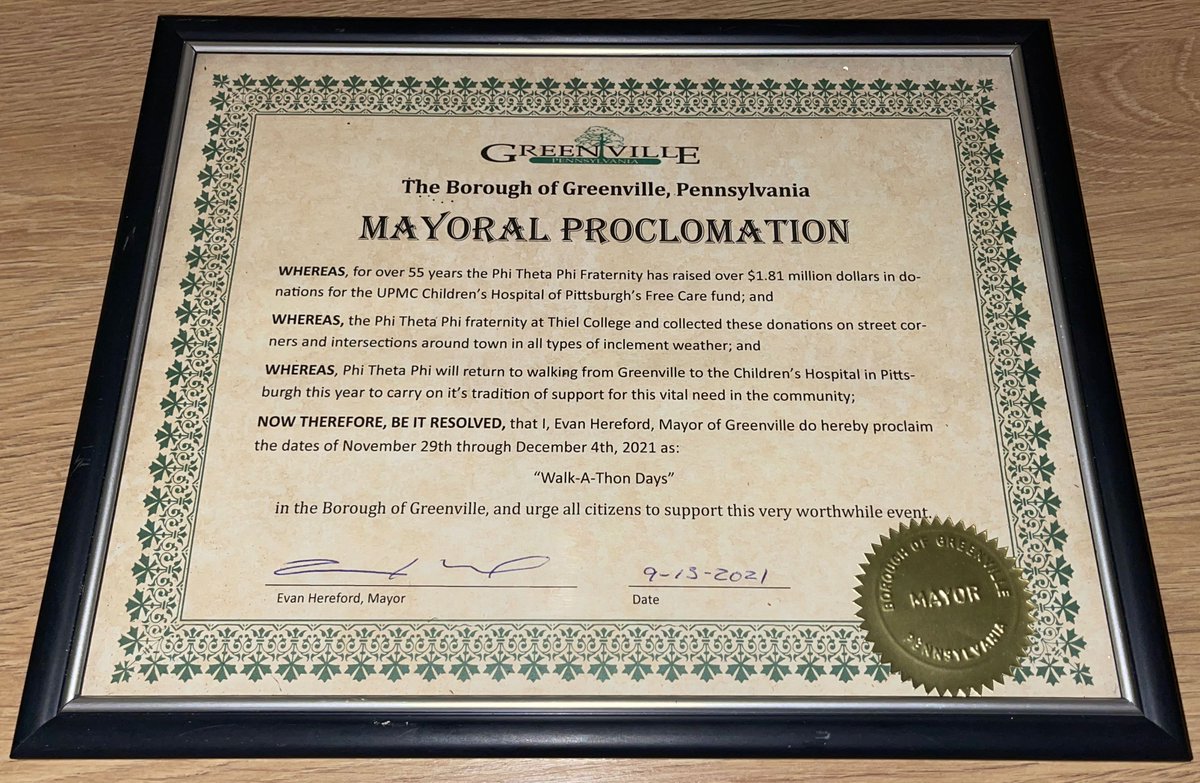 GREENVILLE
PENNSYLVANIA
The Borough of Greenville, Pennsylvania
MAYORAL PROCLOMATION
WHEREAS, for over 55 years the Phi Theta Phi Fraternity has raised over $1.81 million dollars in do-
nations for the UPMC Children's Hospital of Pittsburgh's Free Care fund; and
WHEREAS, the Phi Theta Phi fraternity at Thiel College and collected these donations on street cor-
ners and intersections around town in all types of inclement weather; and
WHEREAS, Phi Theta Phi will return to walking from Greenville to the Children's Hospital in Pitts-
burgh this year to carry on it's tradition of support for this vital need in the community;
NOW THEREFORE, BE IT RESOLVED, that I, Evan Hereford, Mayor of Greenville do hereby proclaim
the dates of November 29th through December 4th, 2021 as:
"Walk-A-Thon Days"
in the Borough of Greenville, and urge all citizens to support this very worthwhile event.
9-13-2021
Evan Hereford, Mayor
Date
BOROUGH OF GREENVILLE
MAYOR
PENNSYLVANIA